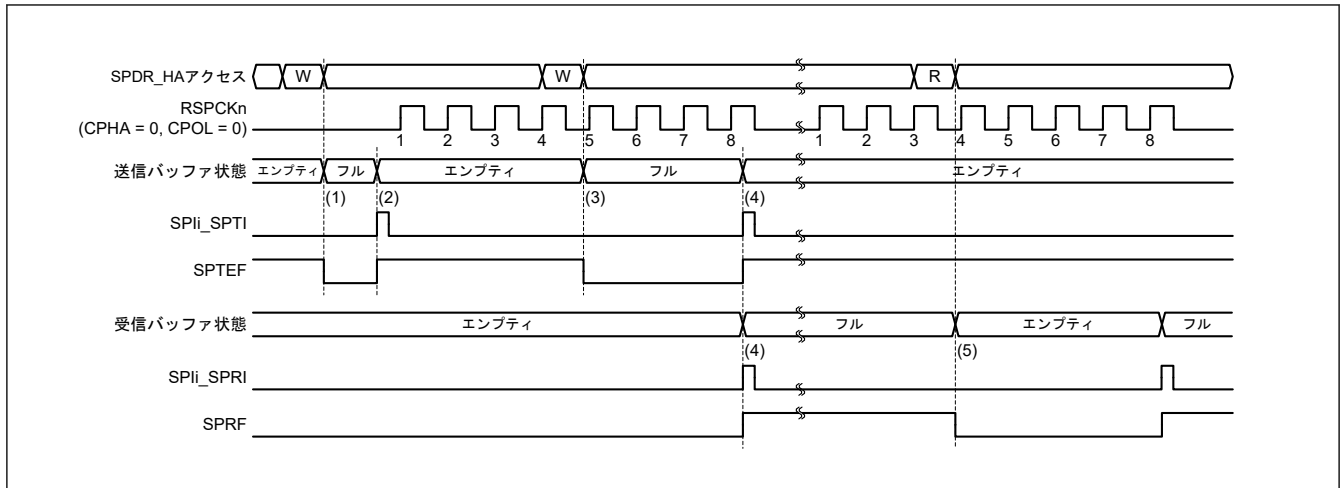 SPDR_HAアクセス W W R
RSPCKn
(CPHA = 0, CPOL = 0)
1 2 3 4 5 6 7 8 1 2 3 4 5 6 7 8
送信バッファ状態 エンプティ フル エンプティ フル エンプティ
(1) (2) (3) (4)
SPIi_SPTI
SPTEF
受信バッファ状態 エンプティ フル エンプティ フル
(4) (5)
SPIi_SPRI
SPRF